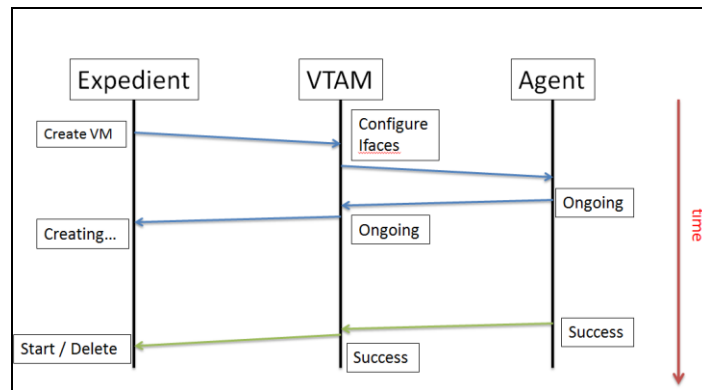 Expedient
VTAM
Agent
Create VM
Configure
Ifaces
Ongoing
Ongoing
Creating...
time
Success
Start / Delete
Success